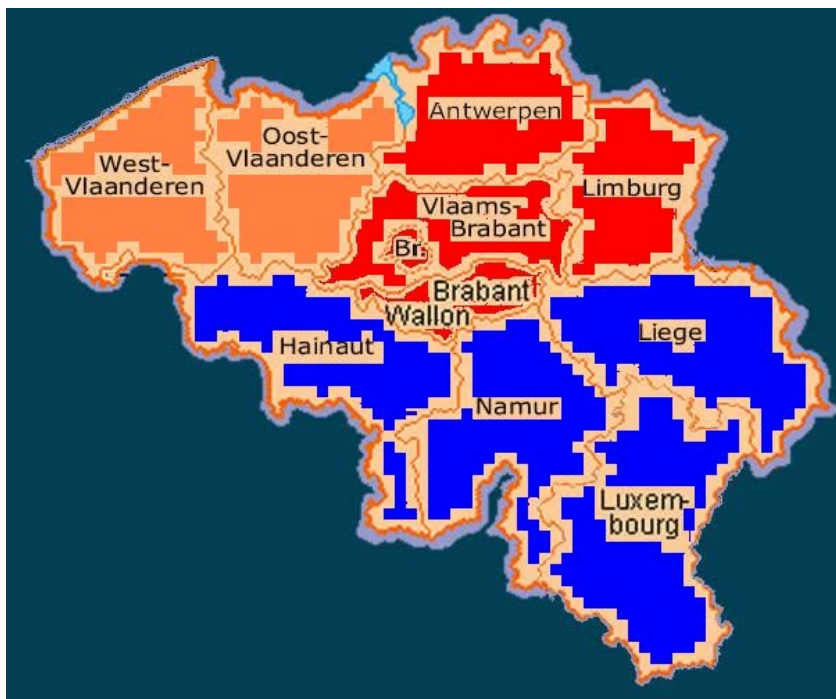 Antwerpen
Oost-
Vlaanderen
West-
Vlaanderen
Limburg
Vlaams-
Brabant
Br.
Brabant
Wallon
Hainaut
Liege
Namur
Luxem-
bourg